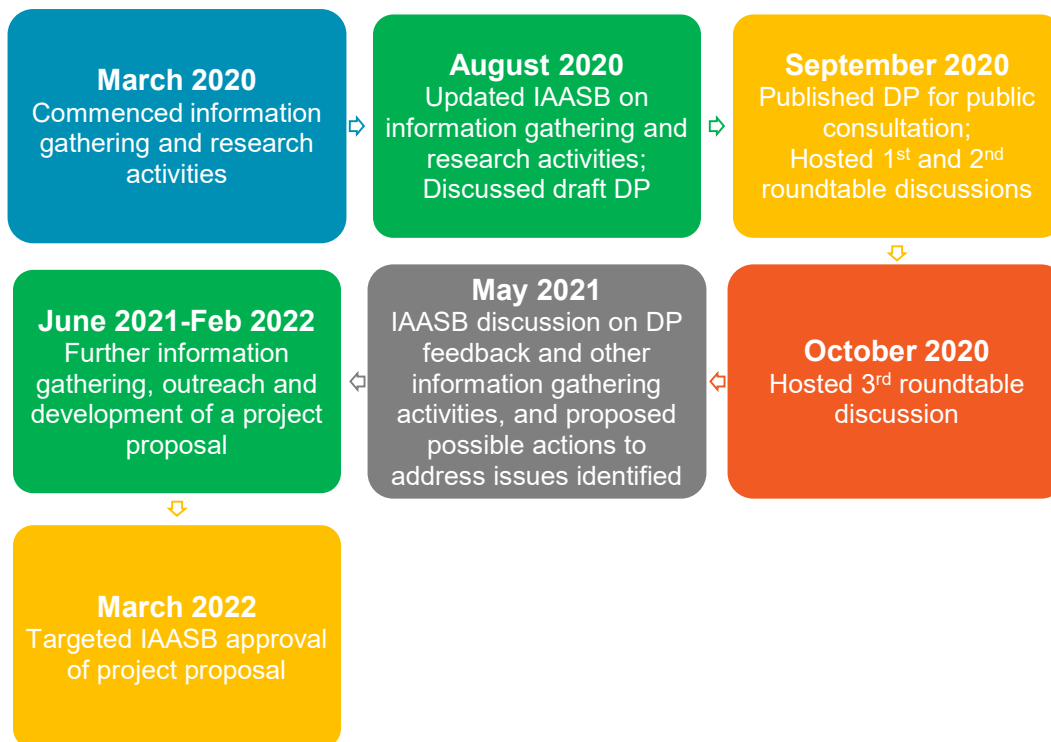 March 2020
Commenced information
gathering and research
activities
August 2020
Updated IAASB on
information gathering and
research activities;
Discussed draft DP
September 2020
Published DP for public
consultation;
Hosted 1st and 2nd
roundtable discussions
October 2020
Hosted 3rd roundtable
discussion
May 2021
IAASB discussion on DP
feedback and other
information gathering
activities, and proposed
possible actions to
address issues identified
June 2021-Feb 2022
Further information
gathering, outreach and
development of a project
proposal
March 2022
Targeted IAASB approval
of project proposal